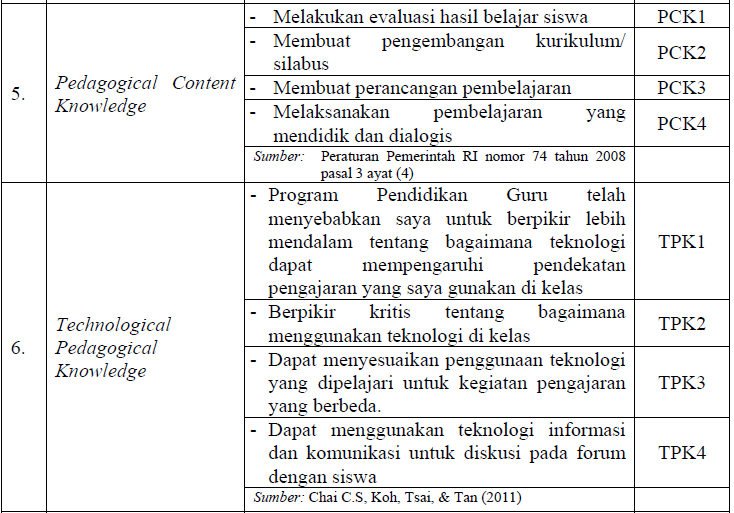 5.
Pedagogical Content
Knowledge
- Melakukan evaluasi hasil belajar siswa
PCK1
- Membuat pengembangan kurikulum/
silabus
PCK2
- Membuat perancangan pembelajaran
PCK3
- Melaksanakan pembelajaran yang
mendidik dan dialogis
PCK4
Sumber: Peraturan Pemerintah RI nomor 74 tahun 2008
pasal 3 ayat (4)
6.
Technological
Pedagogical
Knowledge
- Program Pendidikan Guru telah
menyebabkan saya untuk berpikir lebih
mendalam tentang bagaimana teknologi
dapat mempengaruhi pendekatan
pengajaran yang saya gunakan di kelas
TPK1
- Berpikir kritis tentang bagaimana
menggunakan teknologi di kelas
TPK2
- Dapat menyesuaikan penggunaan teknologi
yang dipelajari untuk kegiatan pengajaran
yang berbeda.
TPK3
- Dapat menggunakan teknologi informasi
dan komunikasi untuk diskusi pada forum
dengan siswa
TPK4
Sumber: Chai C.S, Koh, Tsai, & Tan (2011)